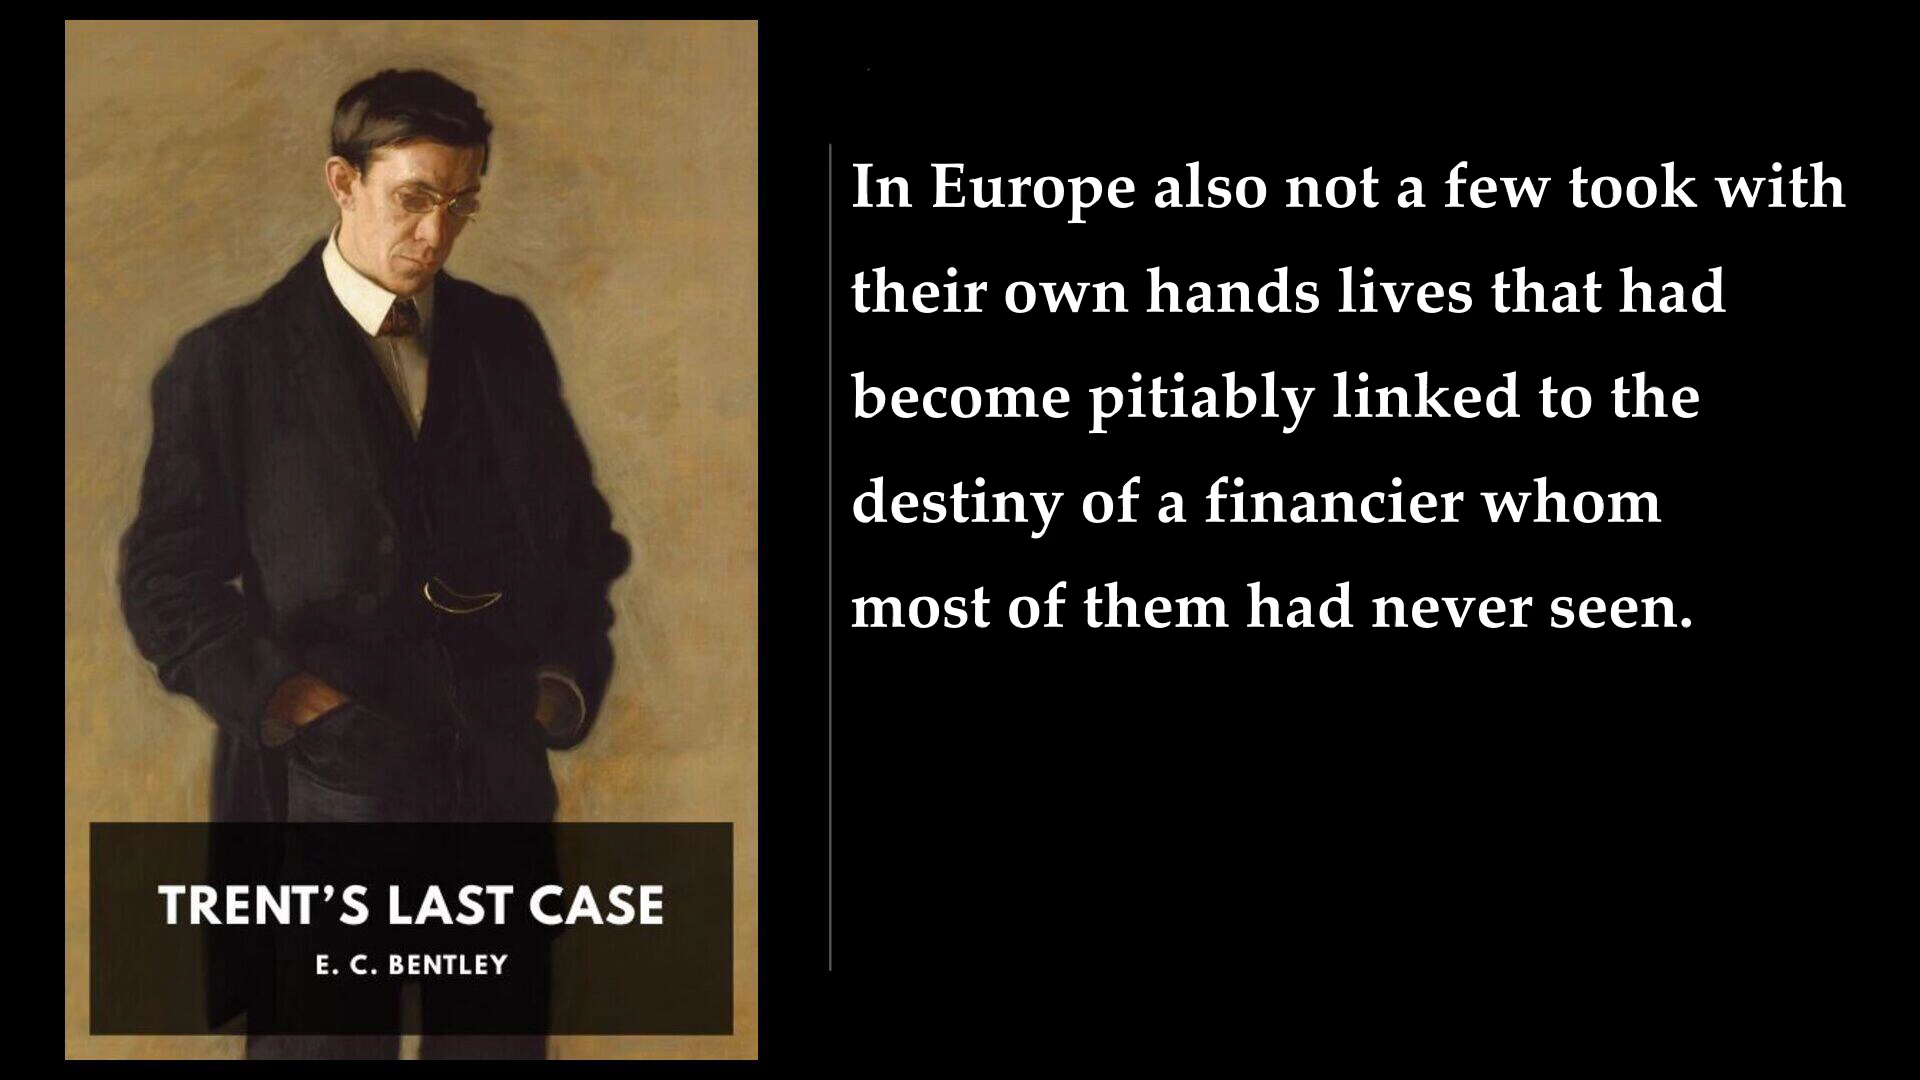 In Europe also not a few took with
their own hands lives that had
become pitiably linked to the
destiny of a financier whom
most of them had never seen.
TRENT’S LAST CASE
E. C. BENTLEY